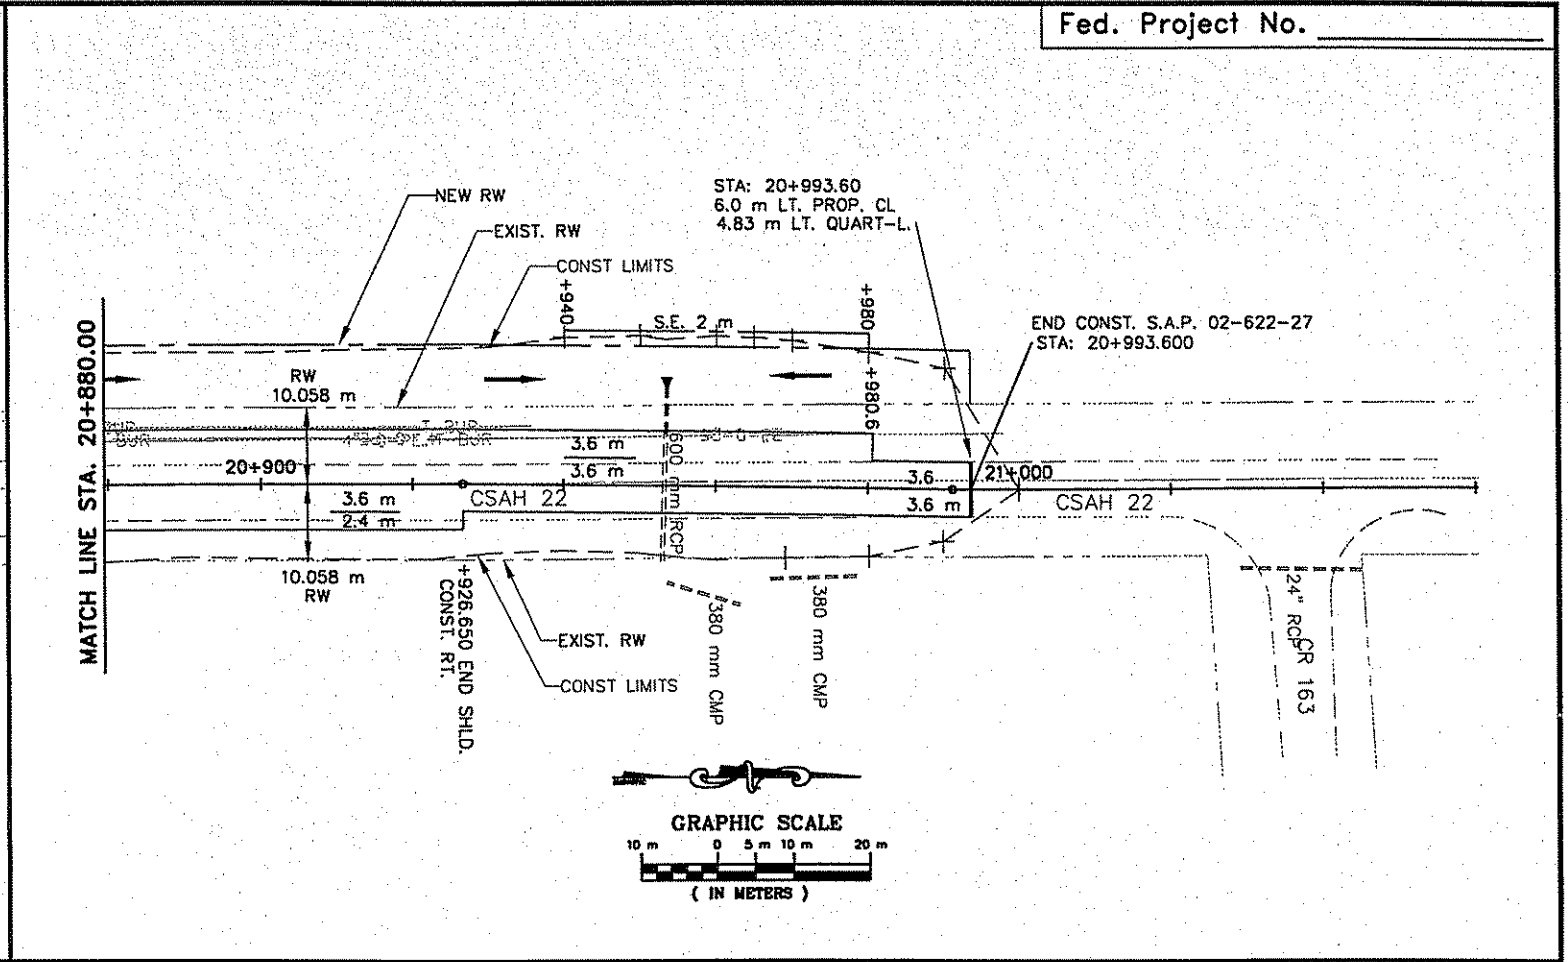 Fed. Project No.
STA: 20+993.60
6.0 m LT. PROP. CL
4.83 m LT. QUART-L.
NEW RW
EXIST. RW
CONST LIMITS
+940
S.E. 2 m
+980
+980.6
END CONST. S.A.P. 02-622-27
STA: 20+993.600
MATCH LINE STA. 20+880.00
RW
10.058 m
3.6 m
3.6 m
600 mm RCP
20+900
3.6 m
2.4 m
CSAH 22
3.6
3.6 m
21+000
CSAH 22
10.058 m
RW
+926.650 END SHLD.
CONST. RT.
EXIST. RW
CONST LIMITS
380 mm CMP
380 mm CMP
24" RCP
CR 163
GRAPHIC SCALE
10 m 0 5 m 10 m 20 m
( IN METERS )